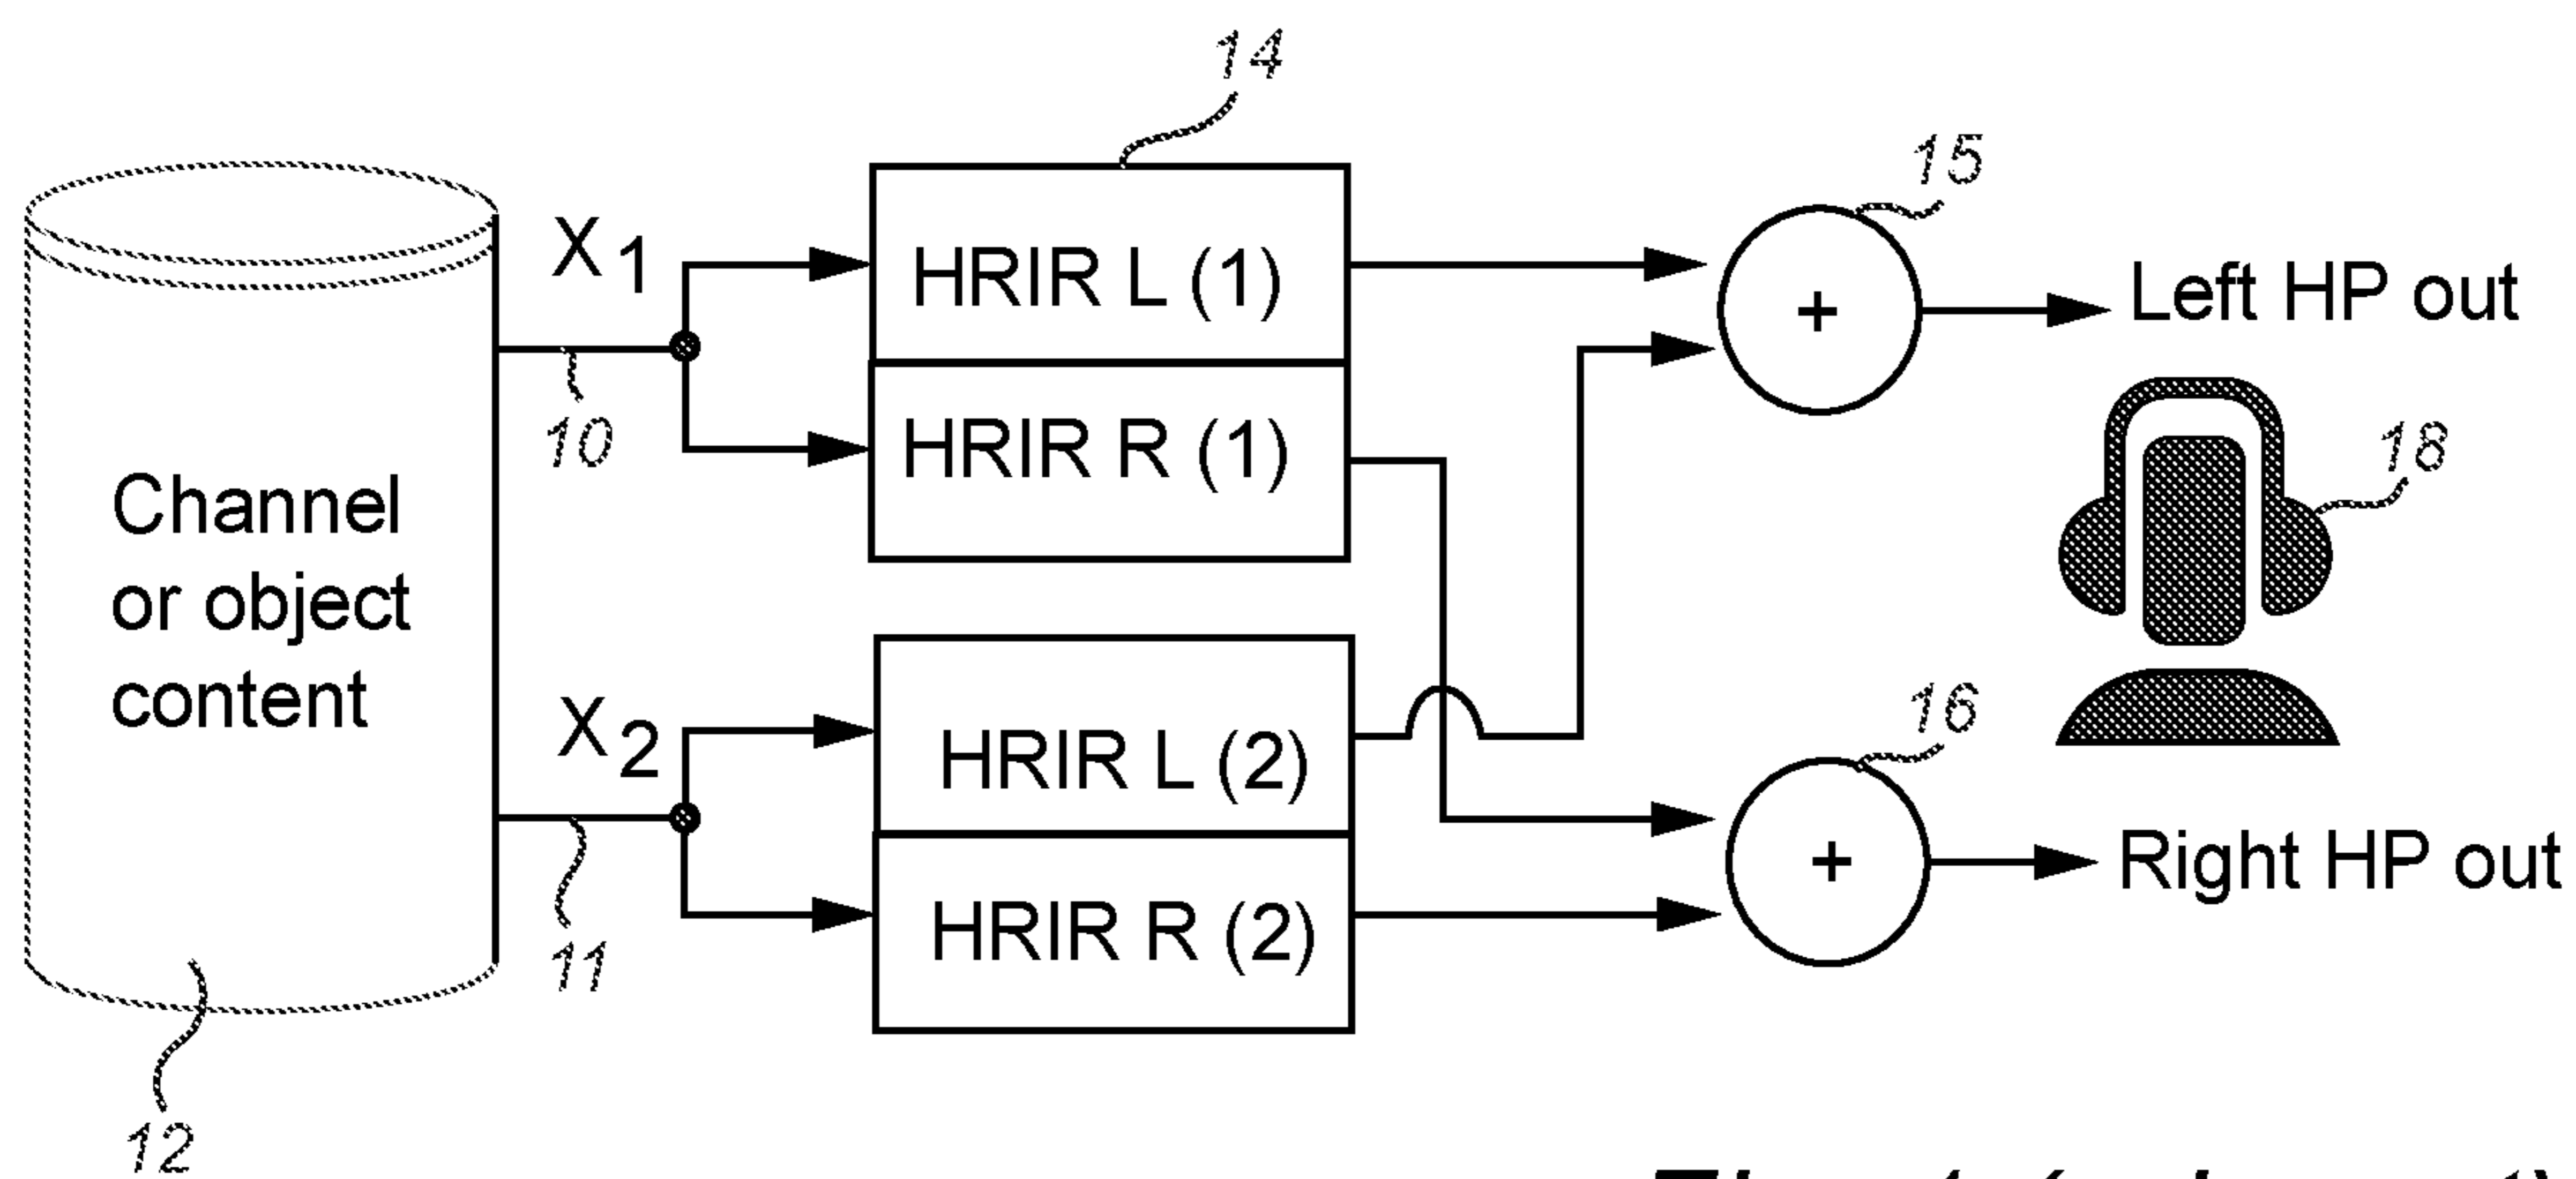 14
15
X1
HRIR L (1)
Left HP out
+
10
HRIR R (1)
18
Channel
or object
content
X2
HRIR L (2)
16
11
HRIR R (2)
+
Right HP out
12